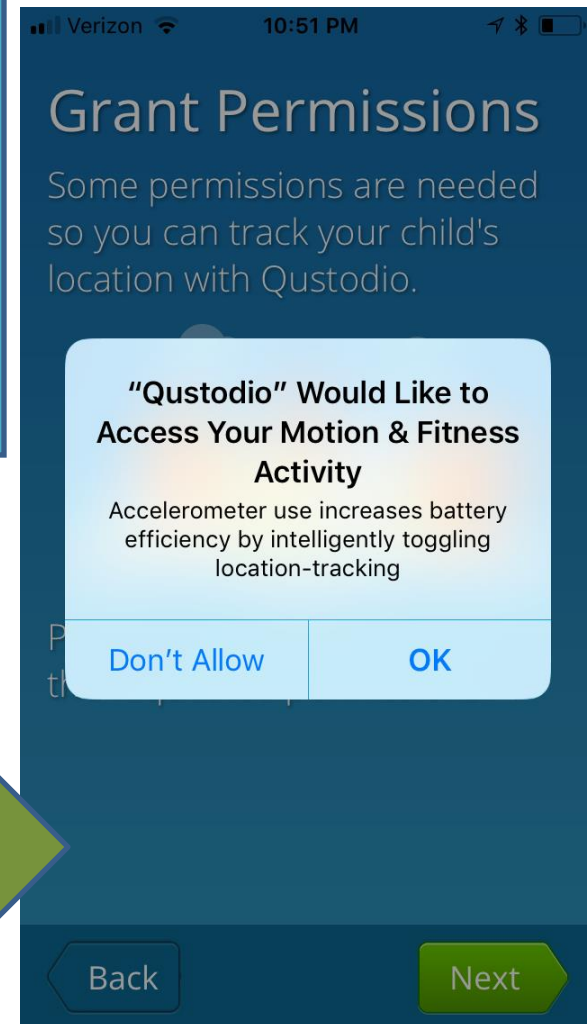 Verizon 10:51 PM
Grant Permissions
Some permissions are needed
so you can track your child's
location with Qustodio.
“Qustodio” Would Like to
Access Your Motion & Fitness
Activity
Accelerometer use increases battery
efficiency by intelligently toggling
location-tracking
Don’t Allow OK
Back Next